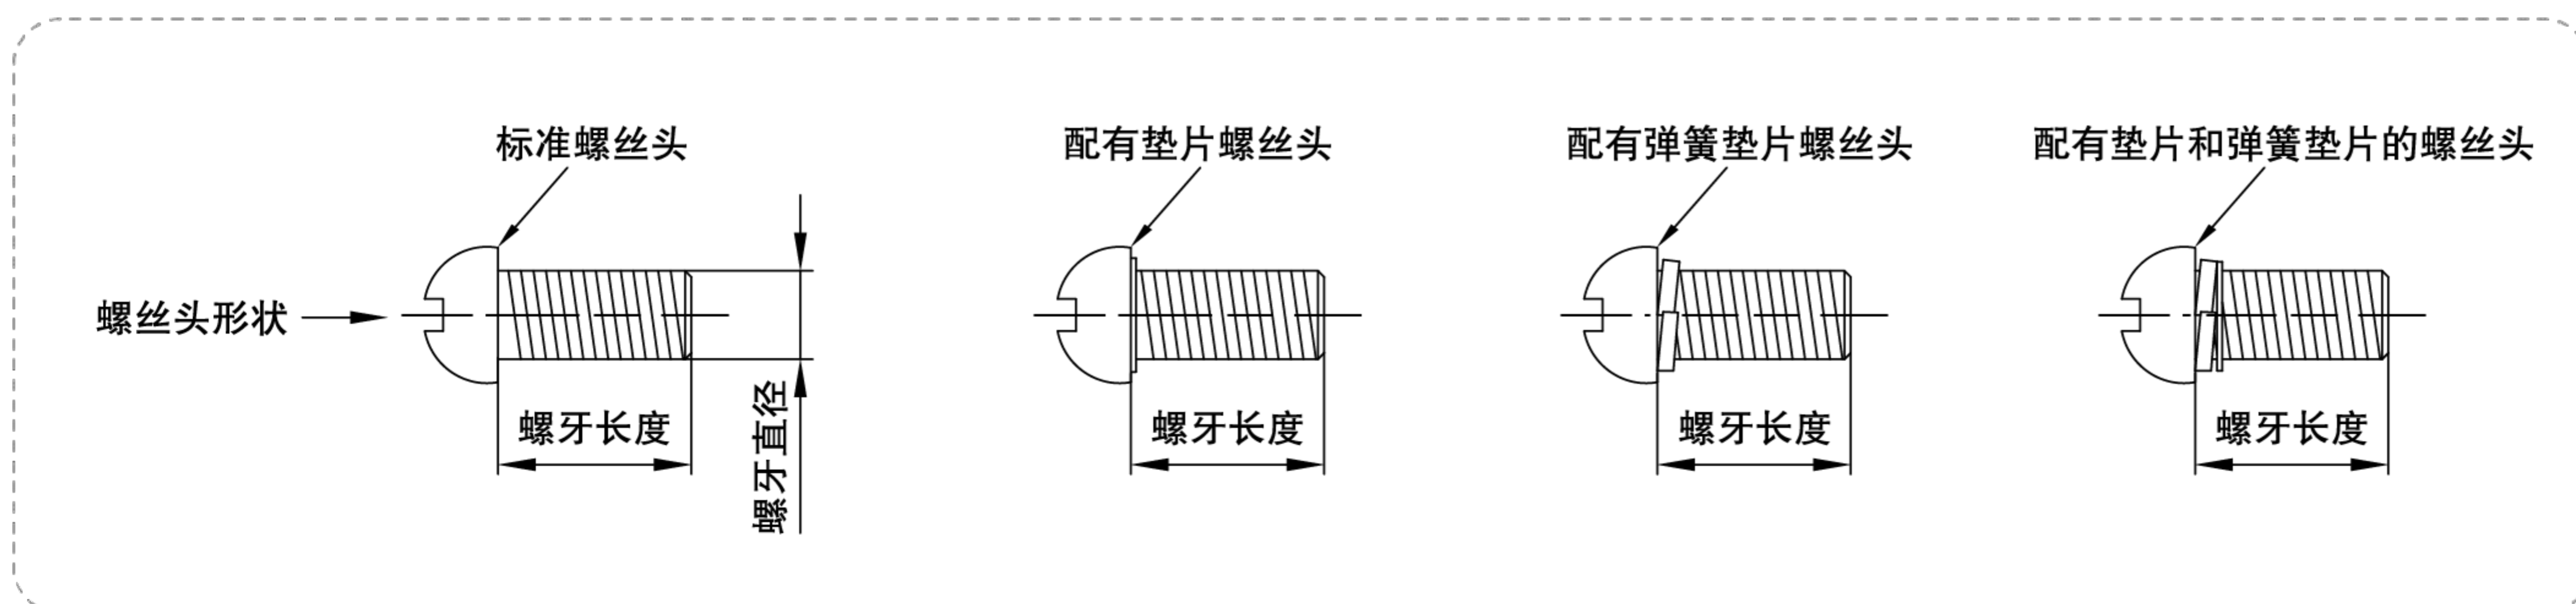 标准螺丝头
配有垫片螺丝头
配有弹簧垫片螺丝头
配有垫片和弹簧垫片的螺丝头
螺丝头形状
螺牙长度
螺牙直径
螺牙长度
螺牙长度
螺牙长度